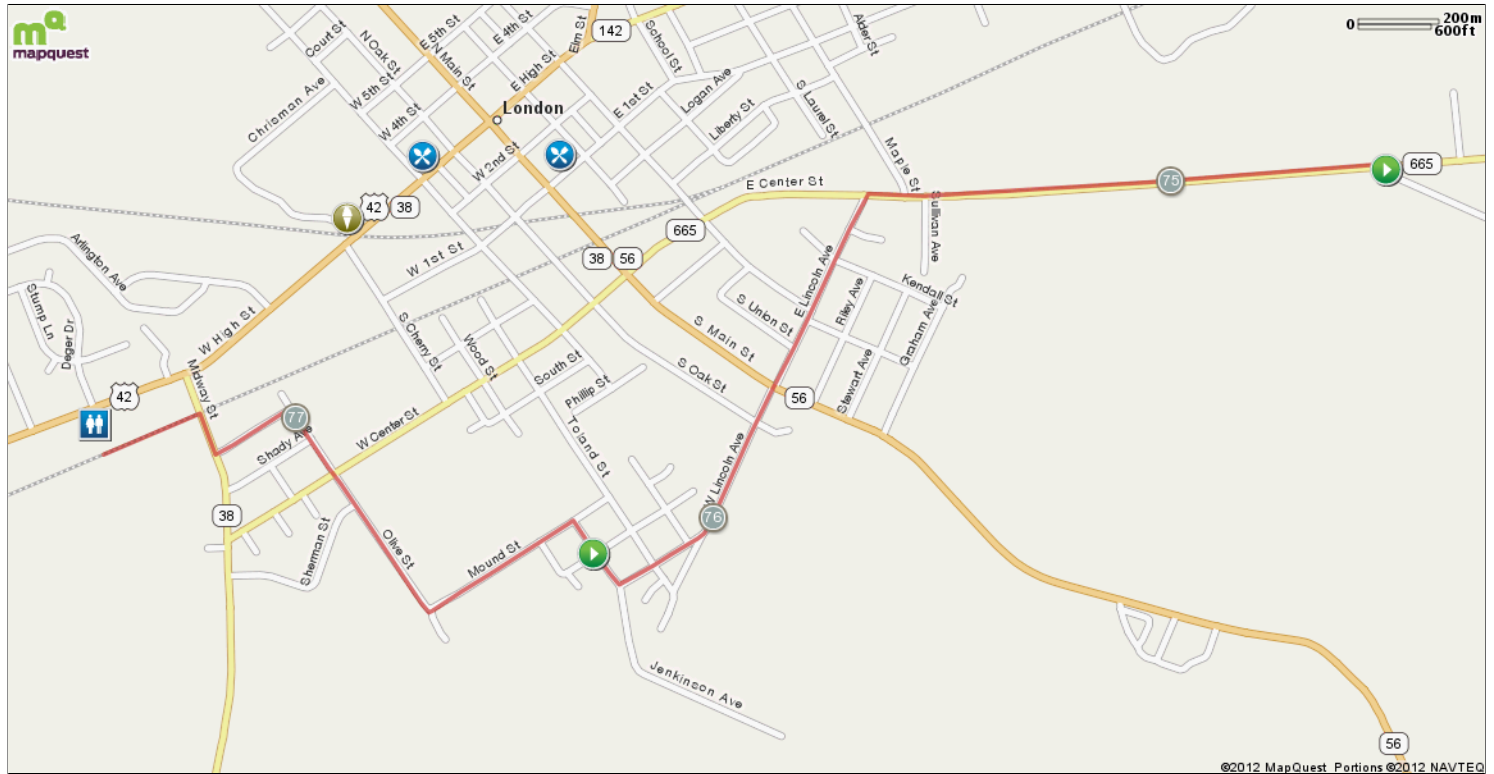 mapquest
0 200m
600ft
Court St
N Oak St
E 5th St
N Main St
E 4th St
Elm St
142
School St
Alder St
E High St
W 5th St
Chrisman Ave
W 4th St
London
E 1st St
Logan Ave
Liberty St
S Laurel St
W 2nd St
Maple St
E Center St
75
665
42
38
Sullivan Ave
665
Arlington Ave
W 1st St
38
56
E Lincoln Ave
Kendall St
Stump Ln
Deger Dr
W High St
S Cherry St
S Union St
Riley Ave
Graham Ave
S Main St
Wood St
South St
S Oak St
Stewart Ave
Midway St
42
Phillip St
56
77
W Center St
Toland St
Shady Ave
W Lincoln Ave
38
76
Sherman St
Olive St
Mound St
Jenkinson Ave
56
©2012 MapQuest Portions ©2012 NAVTEQ